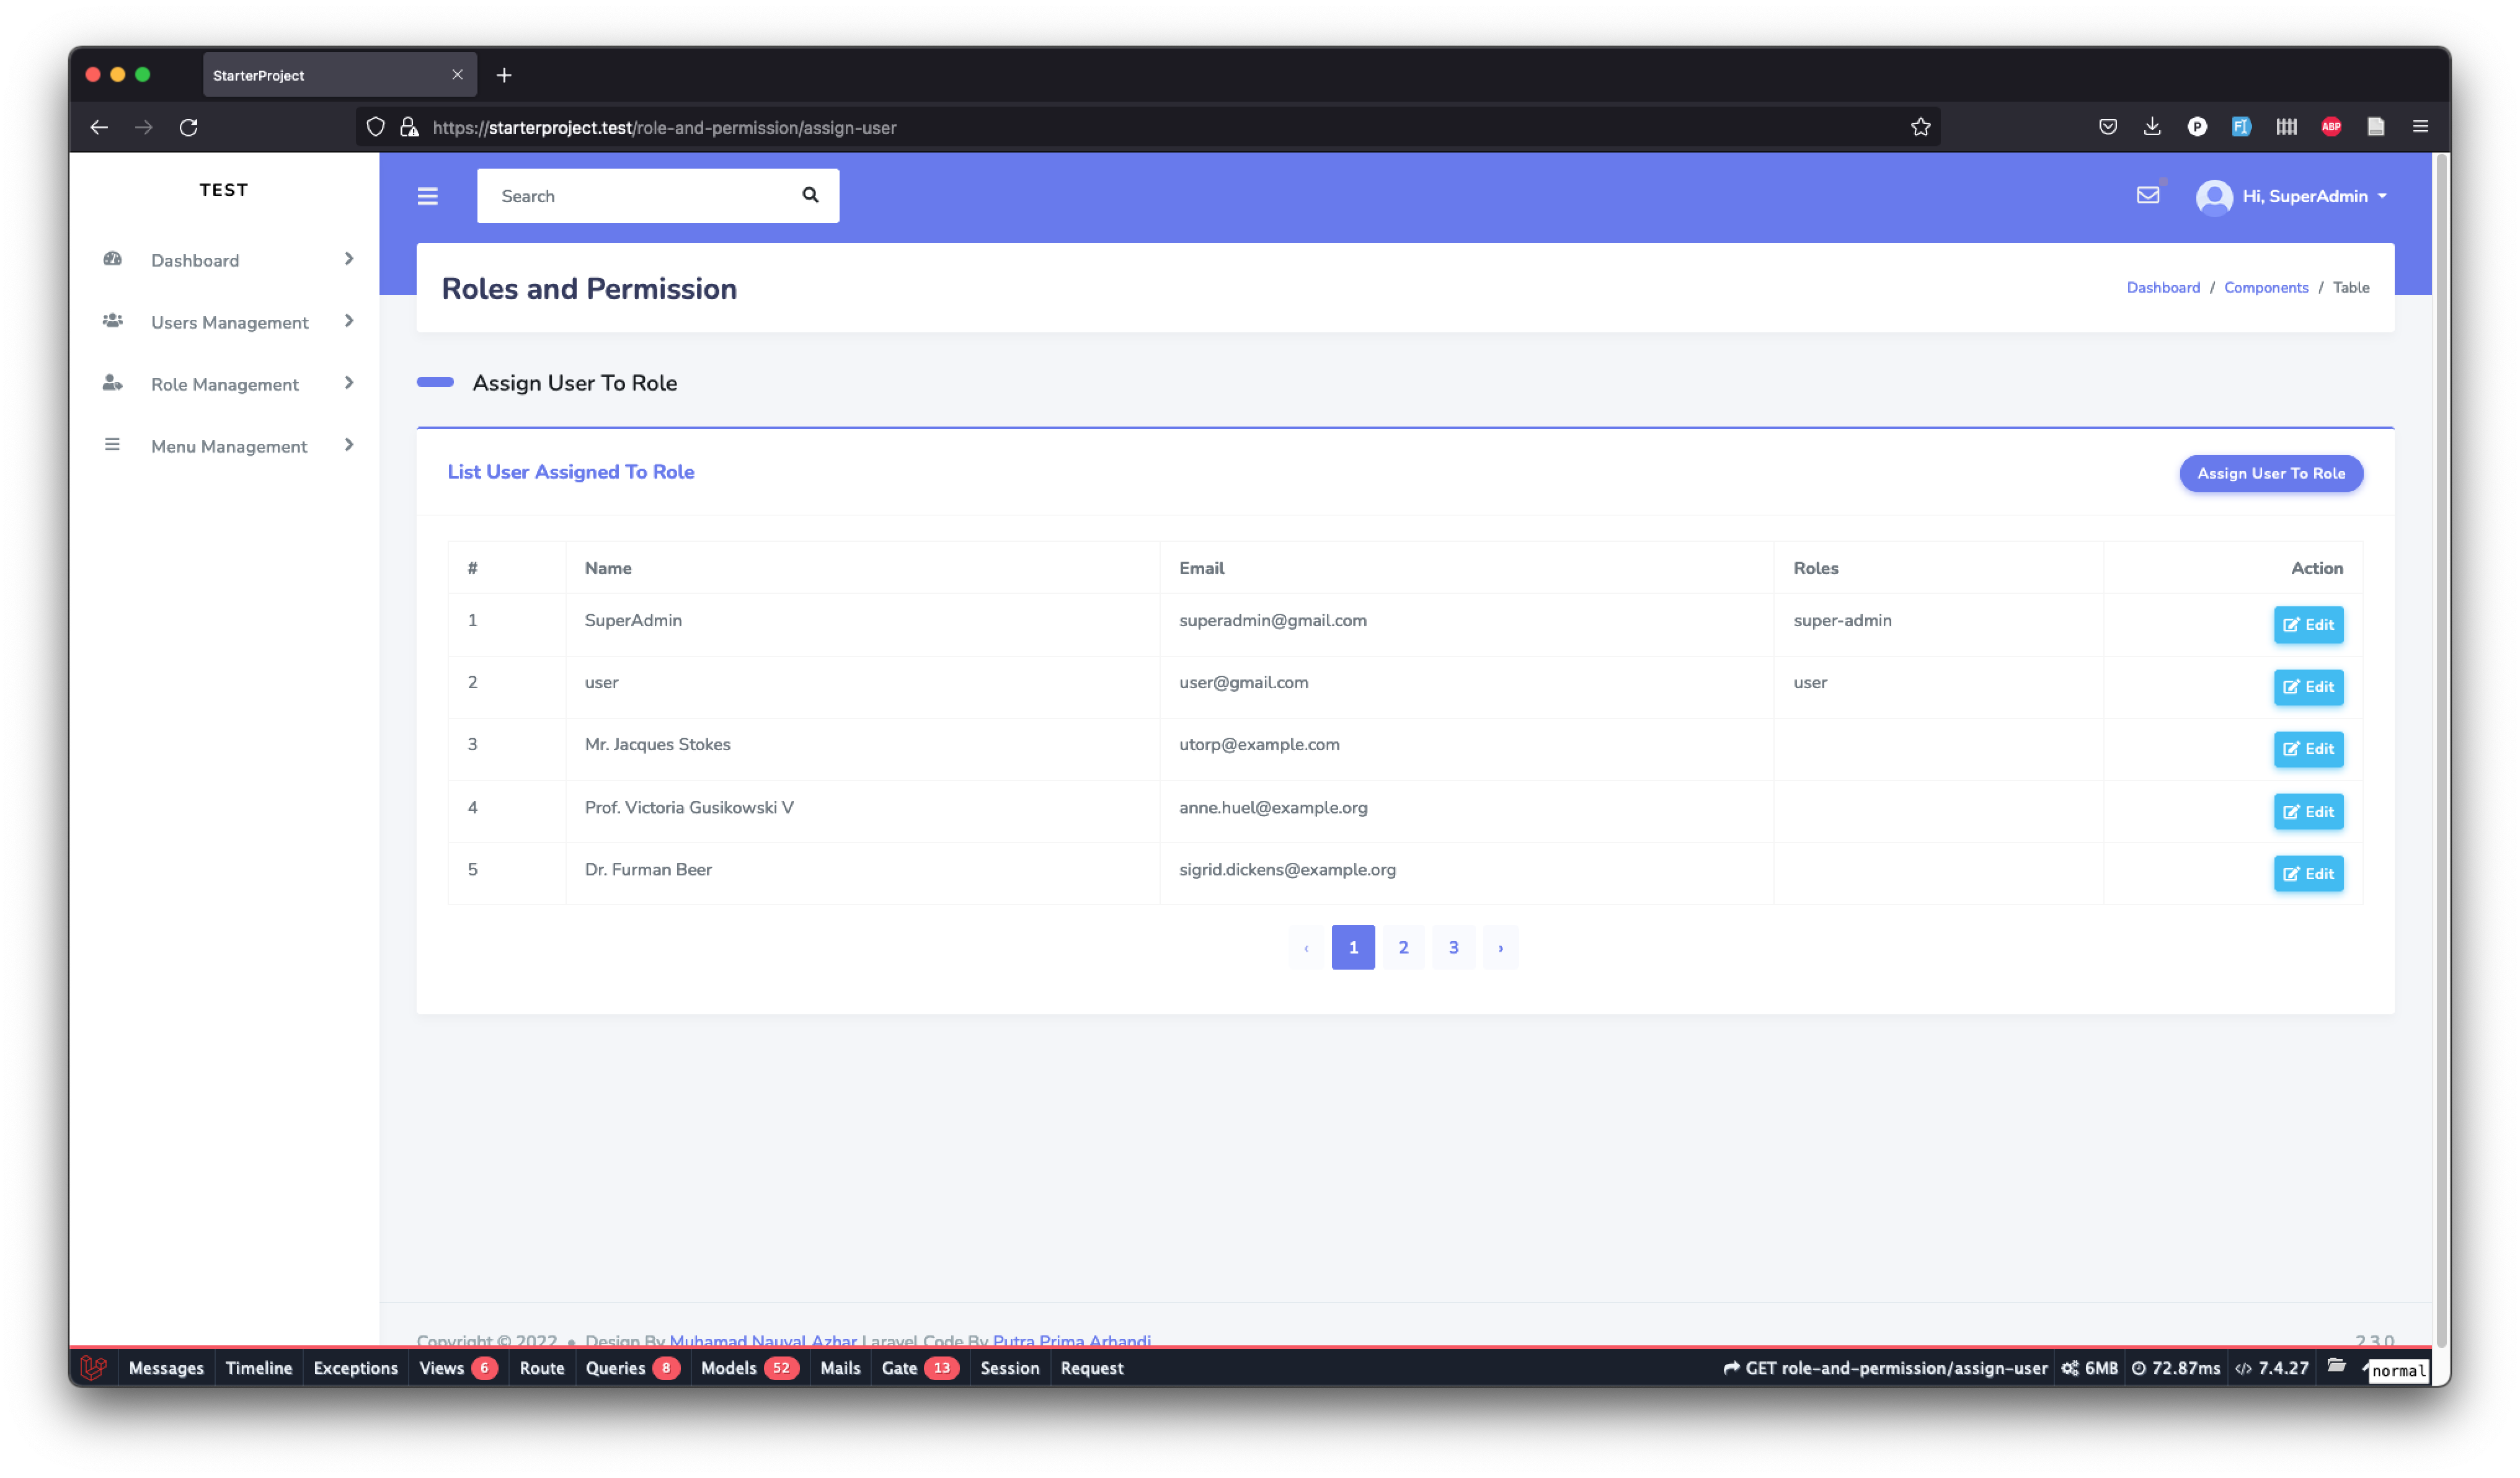 StarterProject
https://starterproject.test/role-and-permission/assign-user
TEST
Search
Hi, SuperAdmin
Dashboard
Users Management
Role Management
Menu Management
Roles and Permission
Dashboard / Components / Table
Assign User To Role
List User Assigned To Role
Assign User To Role
# Name Email Roles Action
1 SuperAdmin superadmin@gmail.com super-admin Edit
2 user user@gmail.com user Edit
3 Mr. Jacques Stokes utorp@example.com Edit
4 Prof. Victoria Gusikowski V anne.huel@example.org Edit
5 Dr. Furman Beer sigrid.dickens@example.org Edit
‹ 1 2 3 ›
Copyright © 2022 • Design By Muhamad Nauval Azhar Laravel Code By Putra Prima Arhandi 2.3.0
Messages Timeline Exceptions Views 6 Route Queries 8 Models 52 Mails Gate 13 Session Request GET role-and-permission/assign-user 6MB 72.87ms 7.4.27
normal
P
FI
ABP